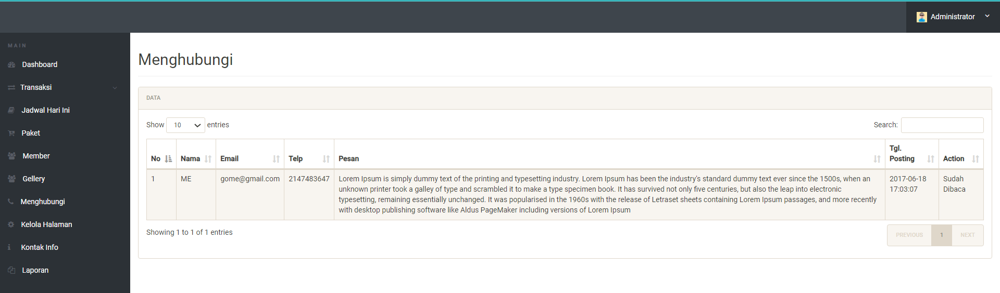 Administrator
MAIN
Dashboard
Transaksi
Jadwal Hari Ini
Paket
Member
Gellery
Menghubungi
Kelola Halaman
Kontak Info
Laporan
Menghubungi
DATA
Show 10 entries
Search:
No Nama Email Telp Pesan Tgl. Posting Action
1 ME gome@gmail.com 2147483647
Lorem Ipsum is simply dummy text of the printing and typesetting industry. Lorem Ipsum has been the industry's standard dummy text ever since the 1500s, when an
unknown printer took a galley of type and scrambled it to make a type specimen book. It has survived not only five centuries, but also the leap into electronic
typesetting, remaining essentially unchanged. It was popularised in the 1960s with the release of Letraset sheets containing Lorem Ipsum passages, and more recently
with desktop publishing software like Aldus PageMaker including versions of Lorem Ipsum
2017-06-18
17:03:07
Sudah
Dibaca
Showing 1 to 1 of 1 entries
PREVIOUS 1 NEXT